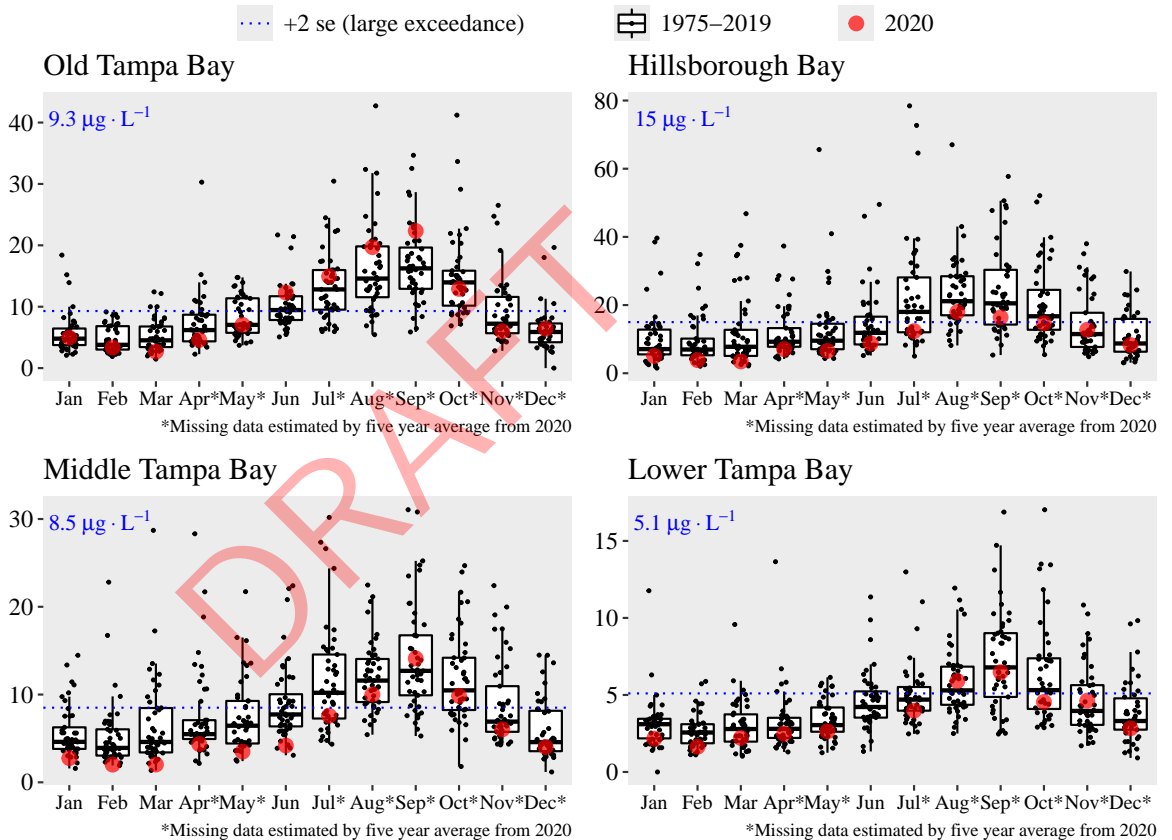 +2 se (large exceedance) 1975–2019 2020
Old Tampa Bay
9.3 µg · L⁻¹
40
30
20
10
0
Jan Feb Mar Apr* May* Jun Jul* Aug* Sep* Oct* Nov* Dec*
*Missing data estimated by five year average from 2020
Hillsborough Bay
15 µg · L⁻¹
80
60
40
20
0
Jan Feb Mar Apr* May* Jun Jul* Aug* Sep* Oct* Nov* Dec*
*Missing data estimated by five year average from 2020
Middle Tampa Bay
8.5 µg · L⁻¹
30
20
10
0
Jan Feb Mar Apr* May* Jun Jul* Aug* Sep* Oct* Nov* Dec*
*Missing data estimated by five year average from 2020
Lower Tampa Bay
5.1 µg · L⁻¹
15
10
5
0
Jan Feb Mar Apr* May* Jun Jul* Aug* Sep* Oct* Nov* Dec*
*Missing data estimated by five year average from 2020
DRAFT